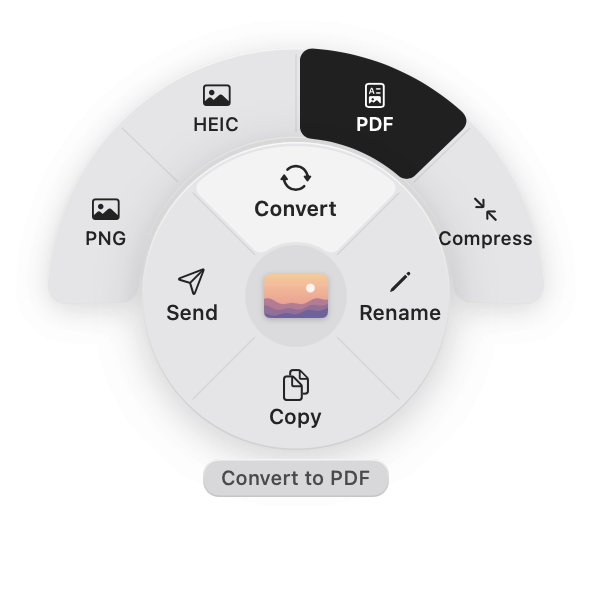 HEIC
PDF
PNG
Compress
Convert
Send
Rename
Copy
Convert to PDF